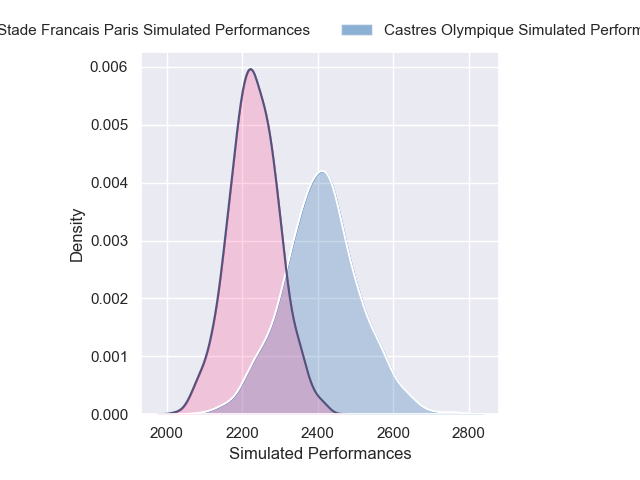 Stade Francais Paris Simulated Performances
Castres Olympique Simulated
0.006
0.005
0.004
0.003
0.002
0.001
0.000
Density
2000 2200 2400 2600 2800
Simulated Performances